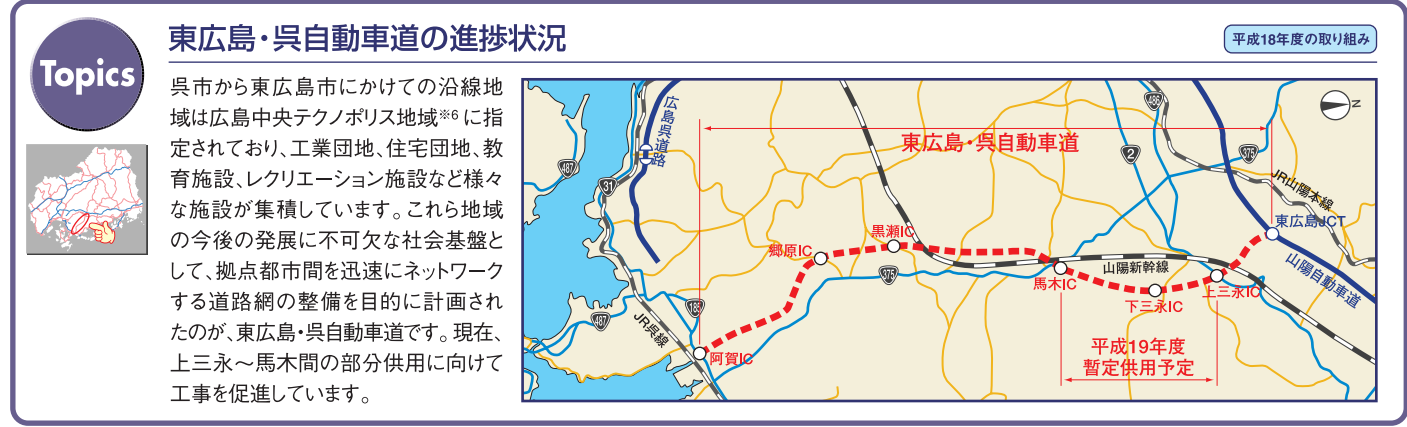 Topics
東広島・呉自動車道の進捗状況
平成18年度の取り組み
呉市から東広島市にかけての沿線地
域は広島中央テクノポリス地域※6 に指
定されており、工業団地、住宅団地、教
育施設、レクリエーション施設など様々
な施設が集積しています。これら地域
の今後の発展に不可欠な社会基盤と
して、拠点都市間を迅速にネットワーク
する道路網の整備を目的に計画され
たのが、東広島・呉自動車道です。現在、
上三永～馬木間の部分供用に向けて
工事を促進しています。
広島呉道路
486
N
東広島・呉自動車道
2
375
487
31
JR山陽本線
東広島JCT
黒瀬IC
郷原IC
375
山陽新幹線
山陽自動車道
馬木IC
上三永IC
下三永IC
185
487
JR呉線
阿賀IC
平成19年度
暫定供用予定